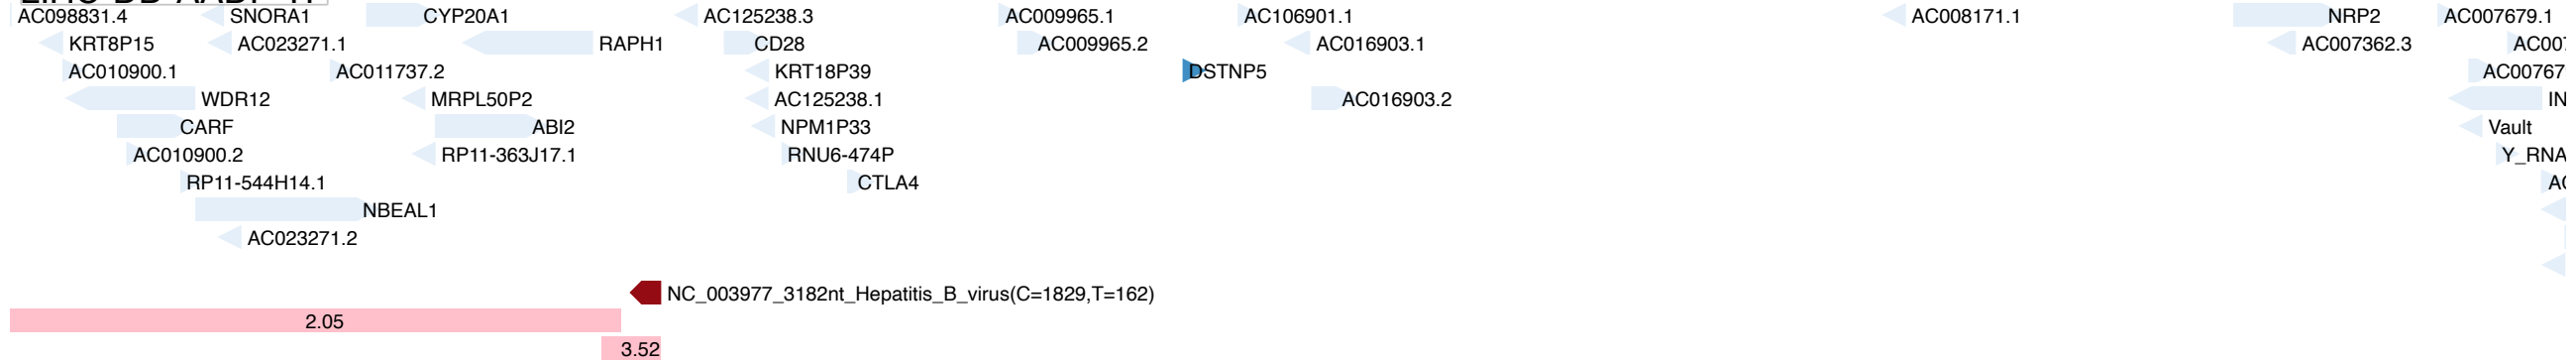 AC098831.4 SNORA1 CYP20A1 AC125238.3 AC009965.1 AC106901.1 AC008171.1 NRP2 AC007679.1
KRT8P15 AC023271.1 RAPH1 CD28 AC009965.2 AC016903.1 AC007362.3
AC010900.1 AC011737.2 KRT18P39 DSTNP5 AC00767
WDR12 MRPL50P2 AC125238.1 AC016903.2 IN
CARF ABI2 NPM1P33 Vault
AC010900.2 RP11-363J17.1 RNU6-474P Y_RNA
RP11-544H14.1 CTLA4
NBEAL1
AC023271.2
NC_003977_3182nt_Hepatitis_B_virus(C=1829,T=162)
2.05
3.52